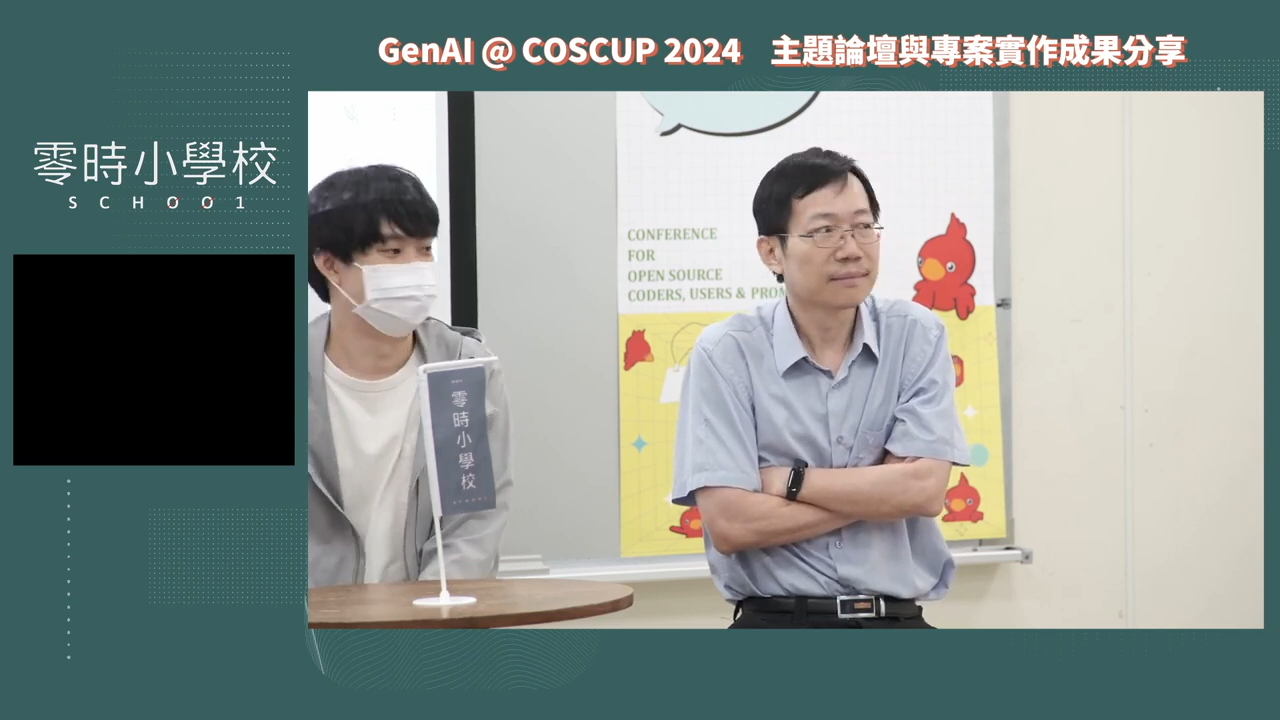 GenAI @ COSCUP 2024 主題論壇與專案實作成果分享
零時小學校
SCHOO1
CONFERENCE
FOR
OPEN SOURCE
CODERS, USERS &
零時小學校